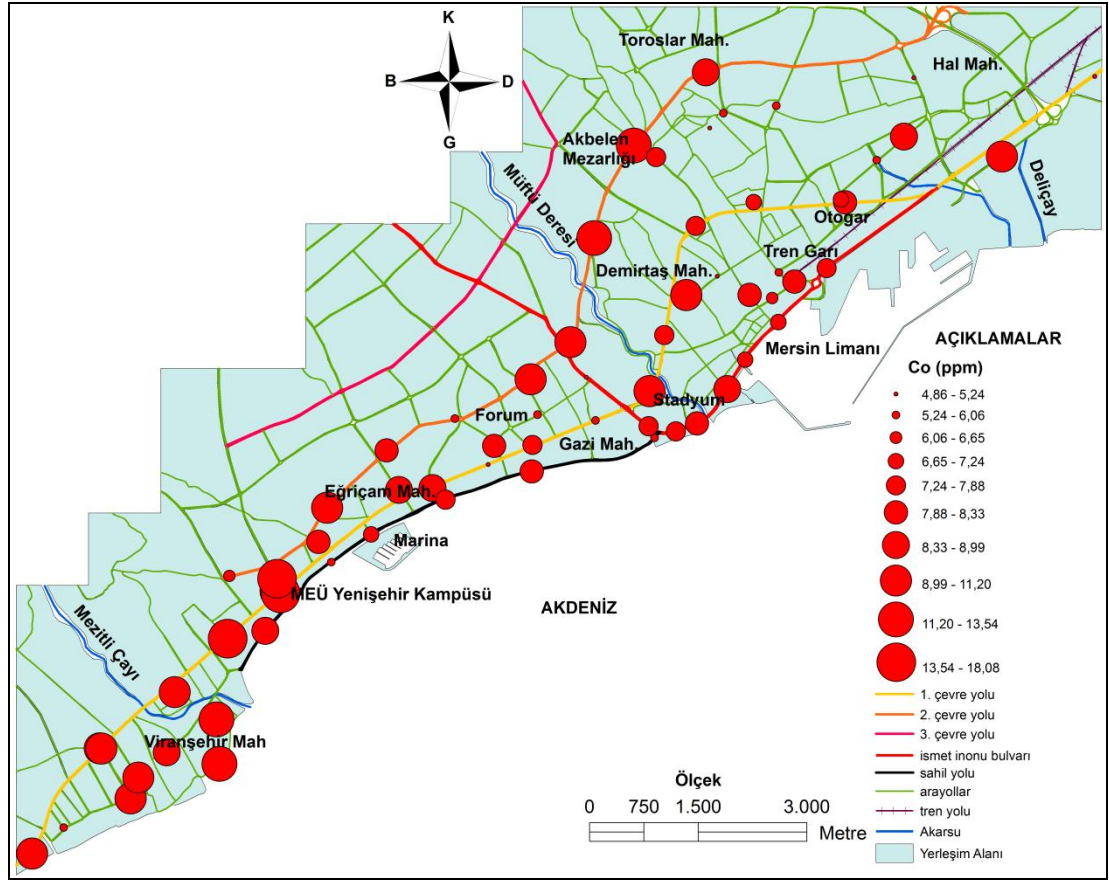 K
B
D
G
Toroslar Mah.
Hal Mah.
Akbelen
Mezarlığı
Müftü Deresi
Deliçay
Otogar
Tren Garı
Demirtaş Mah.
Mersin Limanı
Stadyum
Forum
Gazi Mah.
Eğriçam Mah.
Marina
MEÜ Yenişehir Kampüsü
AKDENİZ
Mezitli Çayı
Viranşehir Mah
AÇIKLAMALAR
Co (ppm)
4,86 - 5,24
5,24 - 6,06
6,06 - 6,65
6,65 - 7,24
7,24 - 7,88
7,88 - 8,33
8,33 - 8,99
8,99 - 11,20
11,20 - 13,54
13,54 - 18,08
1. çevre yolu
2. çevre yolu
3. çevre yolu
ismet inonu bulvarı
sahil yolu
arayollar
tren yolu
Akarsu
Yerleşim Alanı
Ölçek
0 750 1.500 3.000
Metre